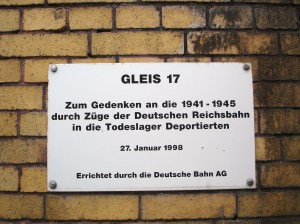 GLEIS 17
Zum Gedenken an die 1941 - 1945
durch Züge der Deutschen Reichsbahn
in die Todeslager Deportierten
27. Januar 1998
Errichtet durch die Deutsche Bahn AG